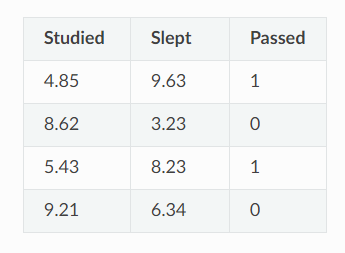 Studied Slept Passed
4.85 9.63 1
8.62 3.23 0
5.43 8.23 1
9.21 6.34 0